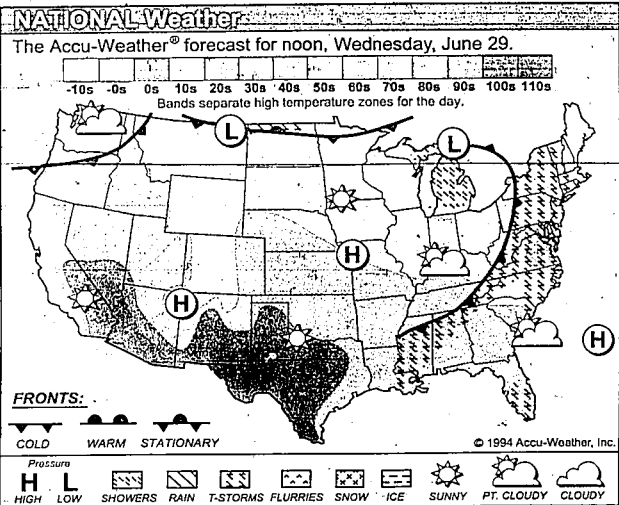 NATIONAL Weather
The Accu-Weather® forecast for noon, Wednesday, June 29.
-10s -0s 0s 10s 20s 30s 40s 50s 60s 70s 80s 90s 100s 110s
Bands separate high temperature zones for the day.
L
L
H
H
H
FRONTS:
COLD WARM STATIONARY
© 1994 Accu-Weather, Inc.
Pressure
H L
HIGH LOW SHOWERS RAIN T-STORMS FLURRIES SNOW ICE SUNNY PT. CLOUDY CLOUDY